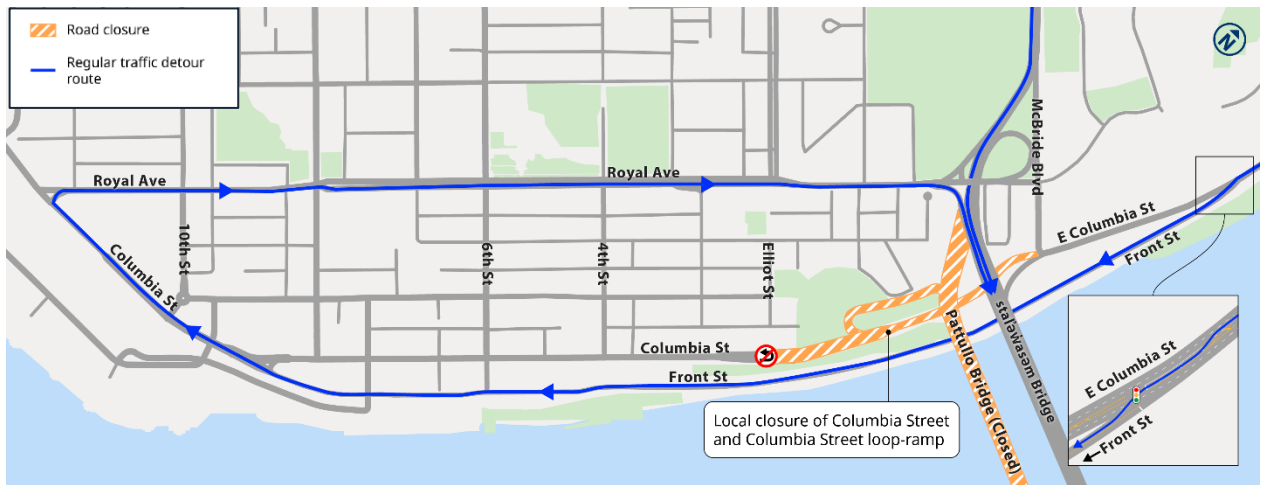 Road closure
Regular traffic detour
route
N
McBride Blvd
Royal Ave
Royal Ave
10th St
Columbia St
6th St
4th St
Elliot St
E Columbia St
Front St
Columbia St
Front St
Pattullo Bridge (Closed)
stal̕əw̓asəm Bridge
Local closure of Columbia Street
and Columbia Street loop-ramp
E Columbia St
Front St